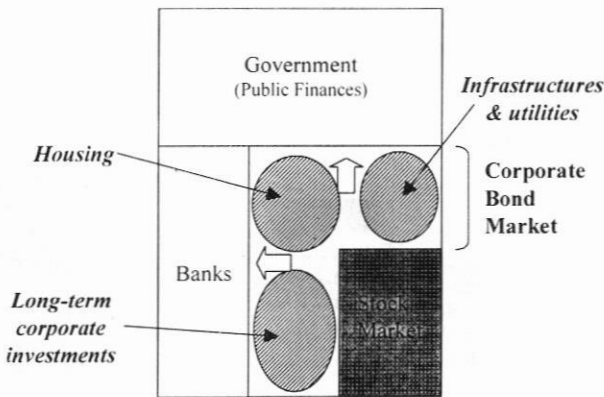 Government
(Public Finances)
Infrastructures
& utilities
Housing
Corporate
Bond
Market
Banks
Stock
Market
Long-term
corporate
investments